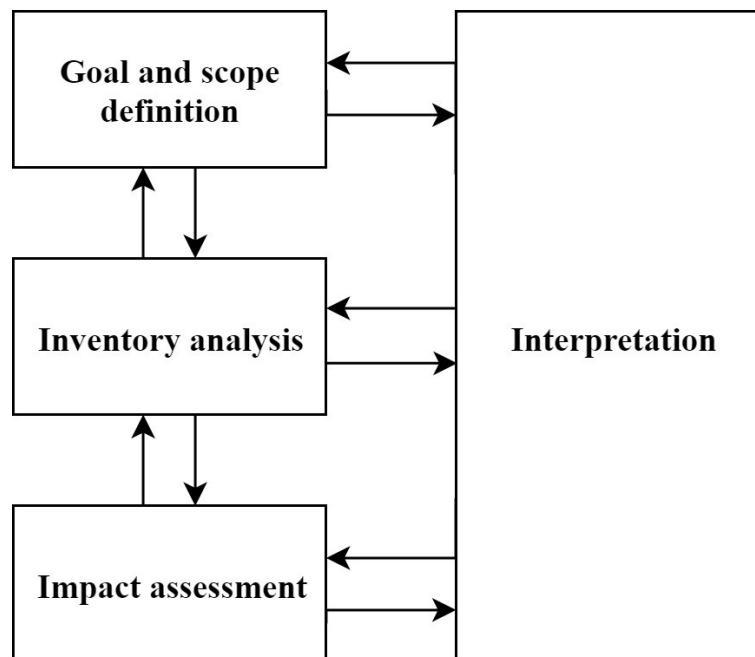 Goal and scope
definition
Inventory analysis
Interpretation
Impact assessment